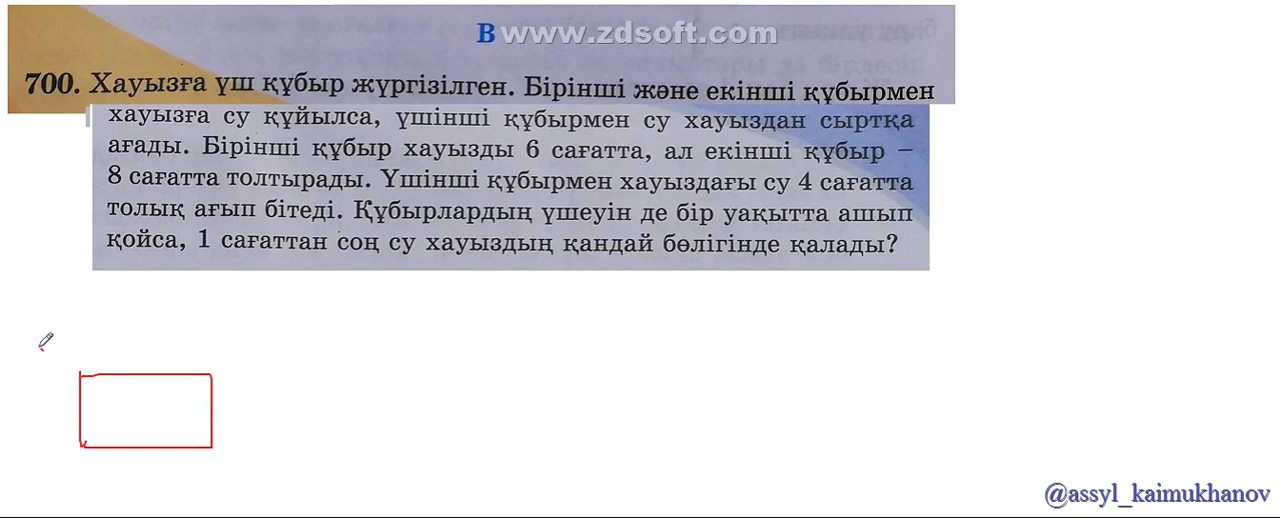 В www.zdsoft.com
700. Хауызға үш құбыр жүргізілген. Бірінші және екінші құбырмен
хауызға су құйылса, үшінші құбырмен су хауыздан сыртқа
ағады. Бірінші құбыр хауызды 6 сағатта, ал екінші құбыр –
8 сағатта толтырады. Үшінші құбырмен хауыздағы су 4 сағатта
толық ағып бітеді. Құбырлардың үшеуін де бір уақытта ашып
қойса, 1 сағаттан соң су хауыздың қандай бөлігінде қалады?
@assyl_kaimukhanov